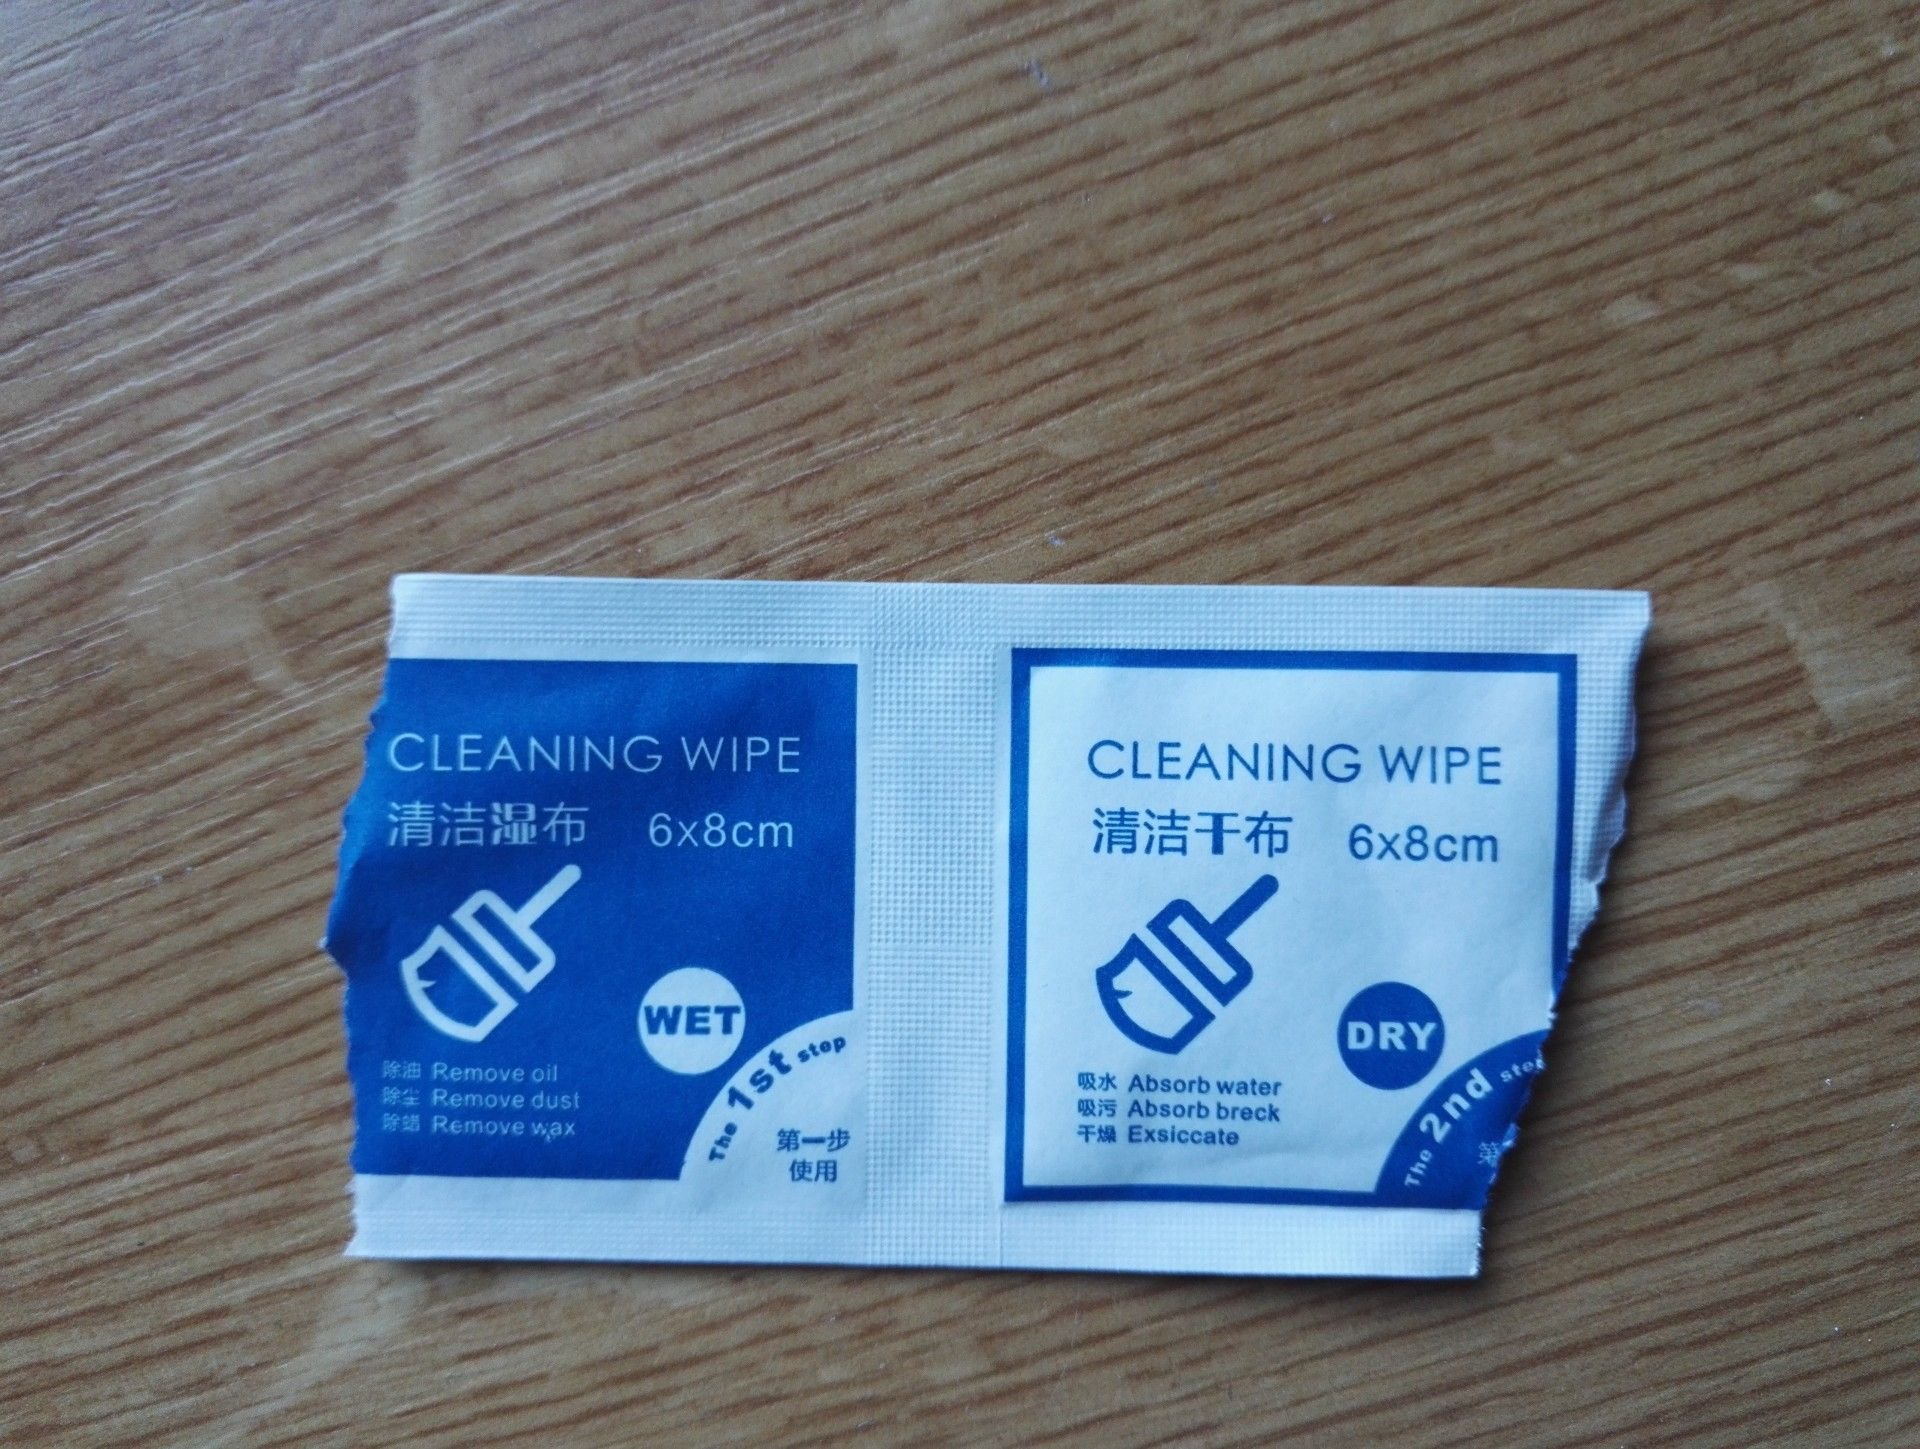 CLEANING WIPE
清洁湿布 6x8cm
WET
除油 Remove oil
除尘 Remove dust
除蜡 Remove wax
The 1st step
第一步
使用
CLEANING WIPE
清洁干布 6x8cm
DRY
吸水 Absorb water
吸污 Absorb breck
干燥 Exsiccate
The 2nd step
第